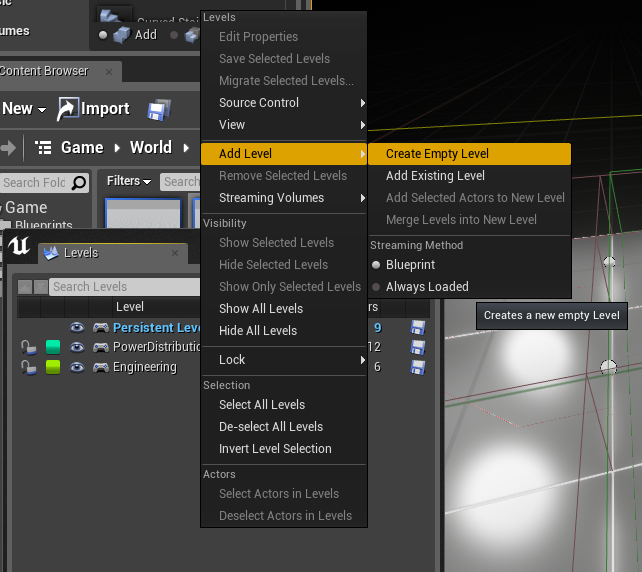 Levels
Edit Properties
Save Selected Levels
Migrate Selected Levels...
Source Control
View
Add Level
Remove Selected Levels
Streaming Volumes
Visibility
Show Selected Levels
Hide Selected Levels
Show Only Selected Levels
Show All Levels
Hide All Levels
Lock
Selection
Select All Levels
De-select All Levels
Invert Level Selection
Actors
Select Actors in Levels
Deselect Actors in Levels
Create Empty Level
Add Existing Level
Add Selected Actors to New Level
Merge Levels into New Level
Streaming Method
Blueprint
Always Loaded
Creates a new empty Level
umes
Add
Content Browser
New
Import
Game
World
Search Fold
Filters
Search
Game
Blueprints
Levels
Search Levels
Level
rs
Persistent Leve
9
PowerDistributio
12
Engineering
6